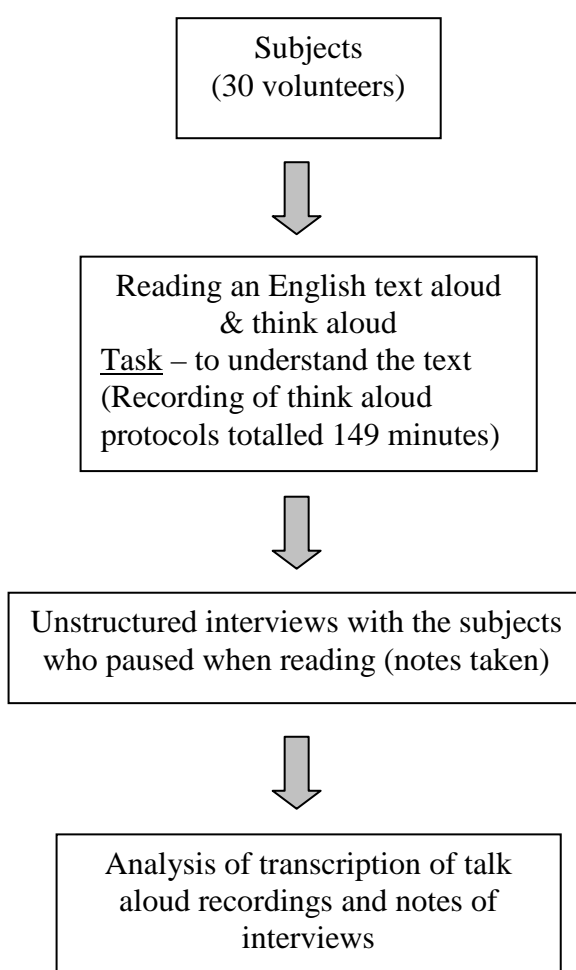 Subjects
(30 volunteers)
Reading an English text aloud
& think aloud
Task – to understand the text
(Recording of think aloud
protocols totalled 149 minutes)
Unstructured interviews with the subjects
who paused when reading (notes taken)
Analysis of transcription of talk
aloud recordings and notes of
interviews